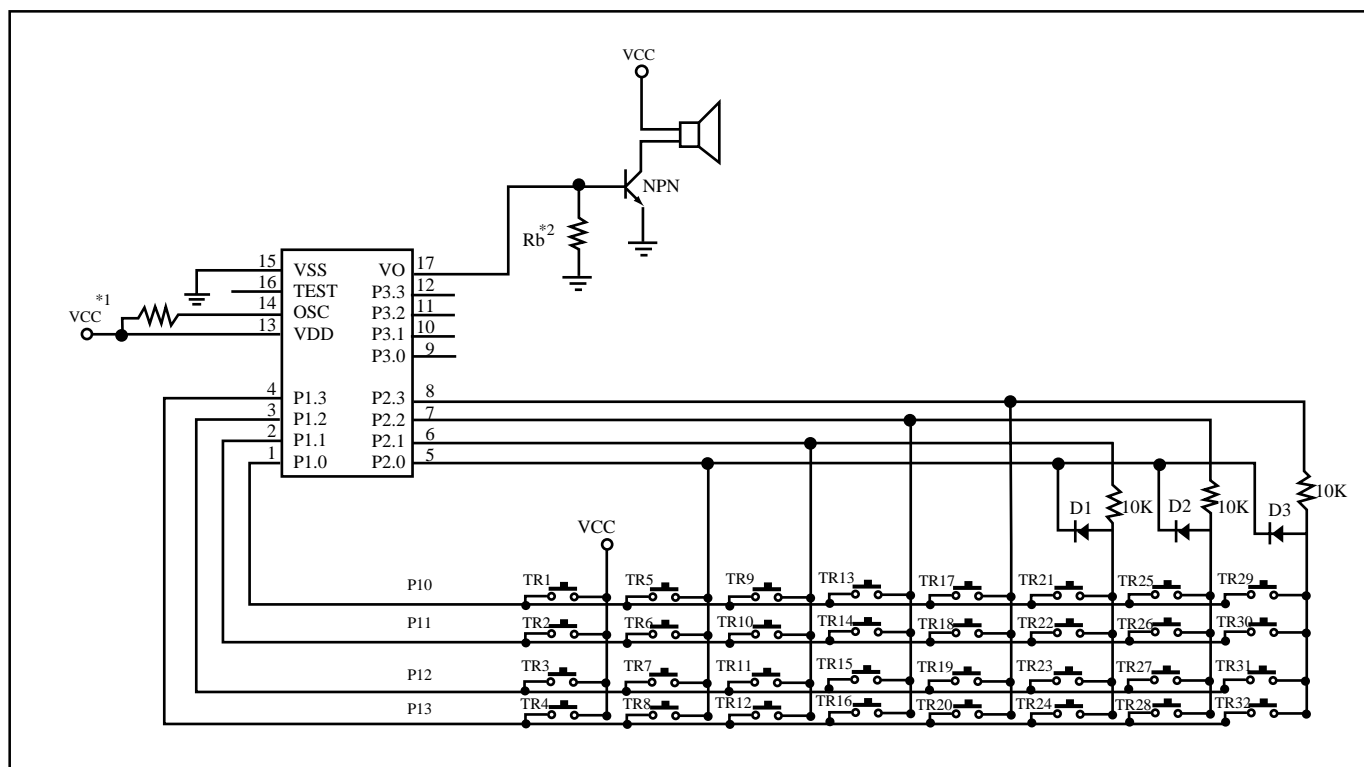 VCC
NPN
Rb*2
15 VSS VO 17
16 TEST P3.3 12
14 OSC P3.2 11
13 VDD P3.1 10
P3.0 9
*1
VCC
4 P1.3 P2.3 8
3 P1.2 P2.2 7
2 P1.1 P2.1 6
1 P1.0 P2.0 5
10K 10K 10K
D1 D2 D3
VCC
P10 TR1 TR5 TR9 TR13 TR17 TR21 TR25 TR29
P11 TR2 TR6 TR10 TR14 TR18 TR22 TR26 TR30
P12 TR3 TR7 TR11 TR15 TR19 TR23 TR27 TR31
P13 TR4 TR8 TR12 TR16 TR20 TR24 TR28 TR32